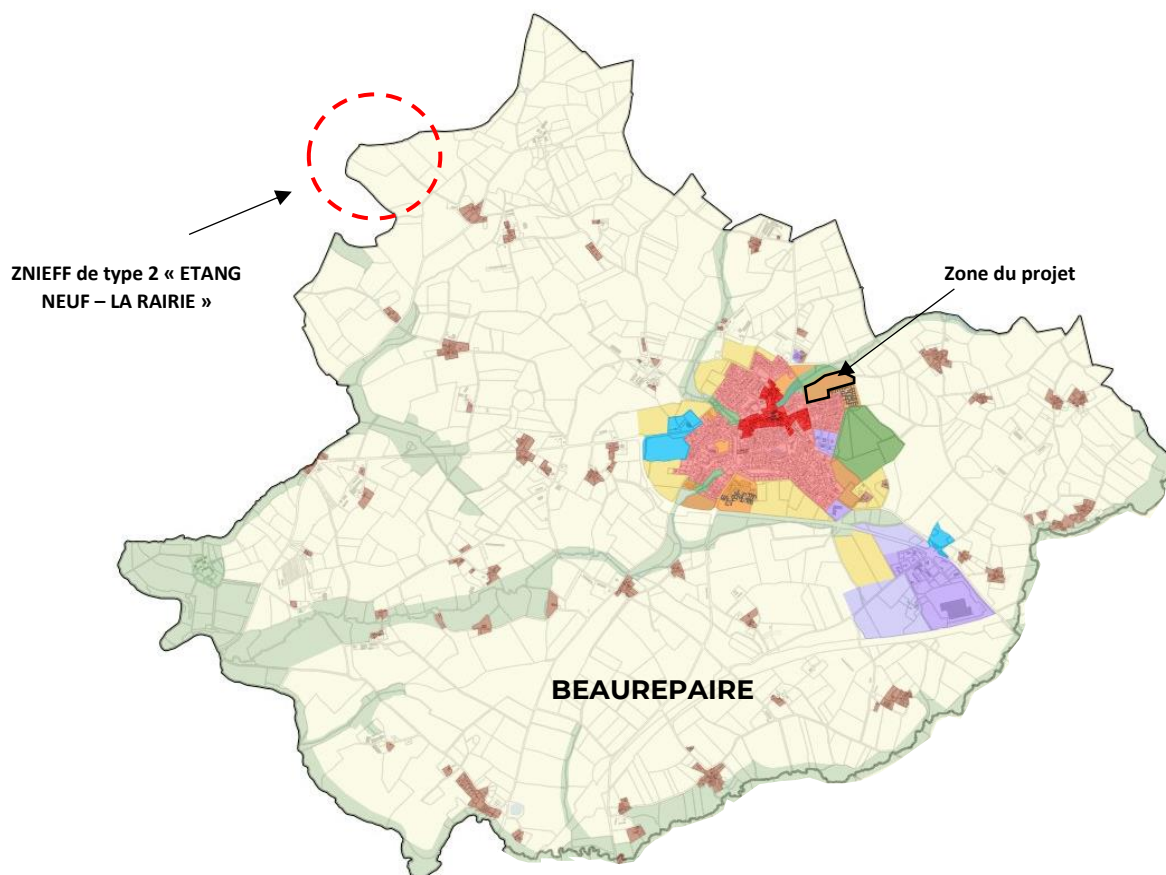 ZNIEFF de type 2 « ETANG
NEUF – LA RAIRIE »
Zone du projet
BEAUREPAIRE